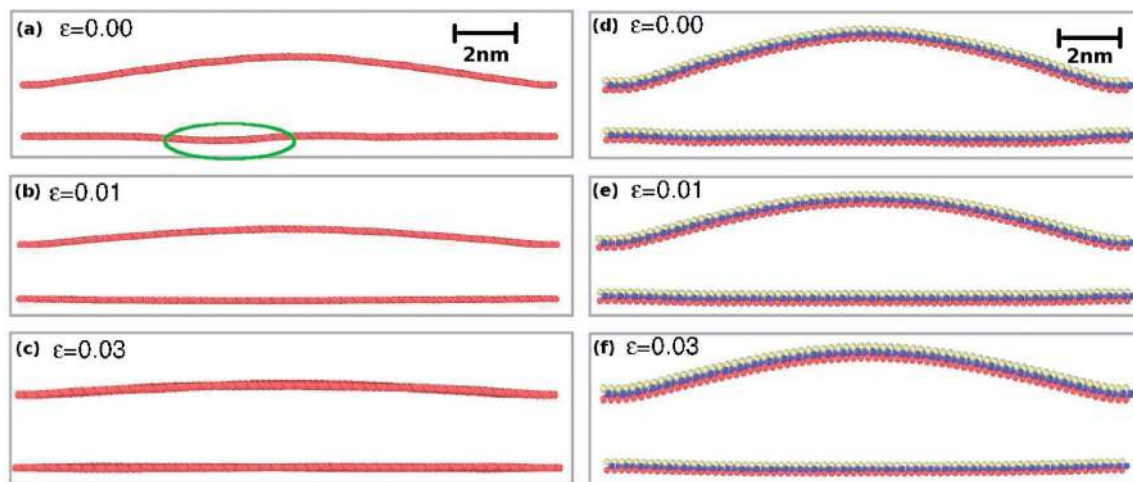 (a) ε=0.00
2nm
(b) ε=0.01
(c) ε=0.03
(d) ε=0.00
2nm
(e) ε=0.01
(f) ε=0.03